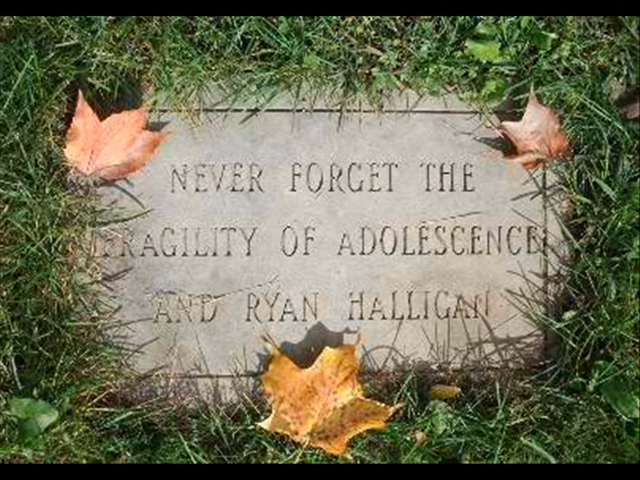 NEVER FORGET THE
FRAGILITY OF ADOLESCENCE
AND RYAN HALLIGAN